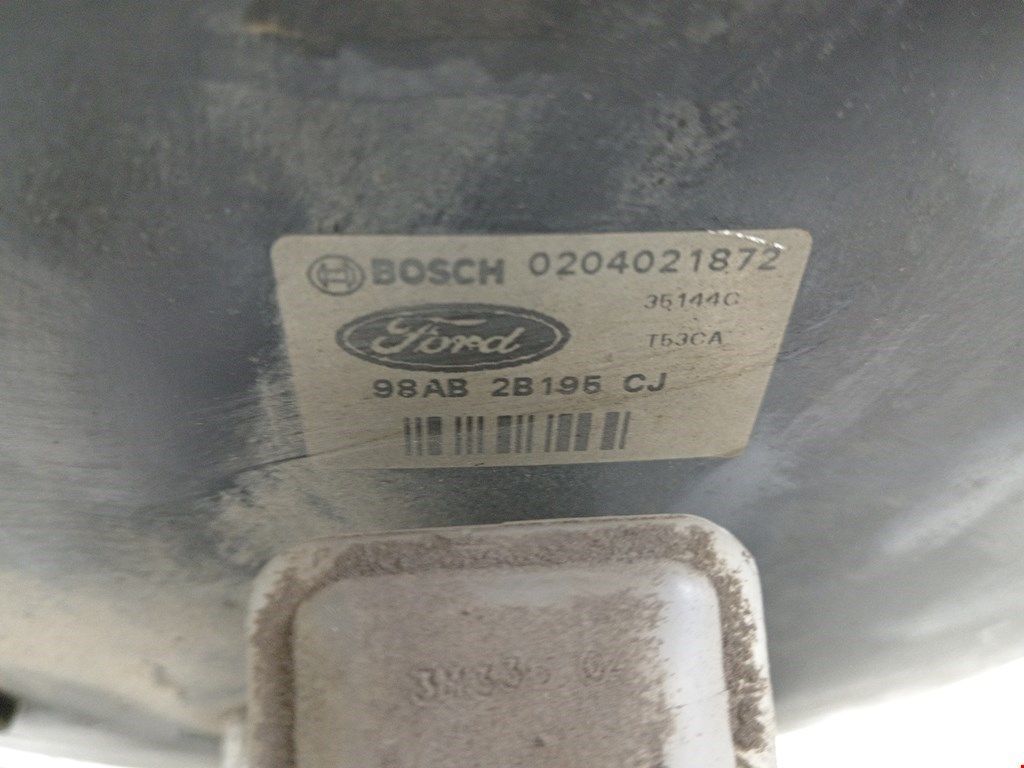 BOSCH 0204021872
35144C
Ford T53CA
98AB 2B195 CJ